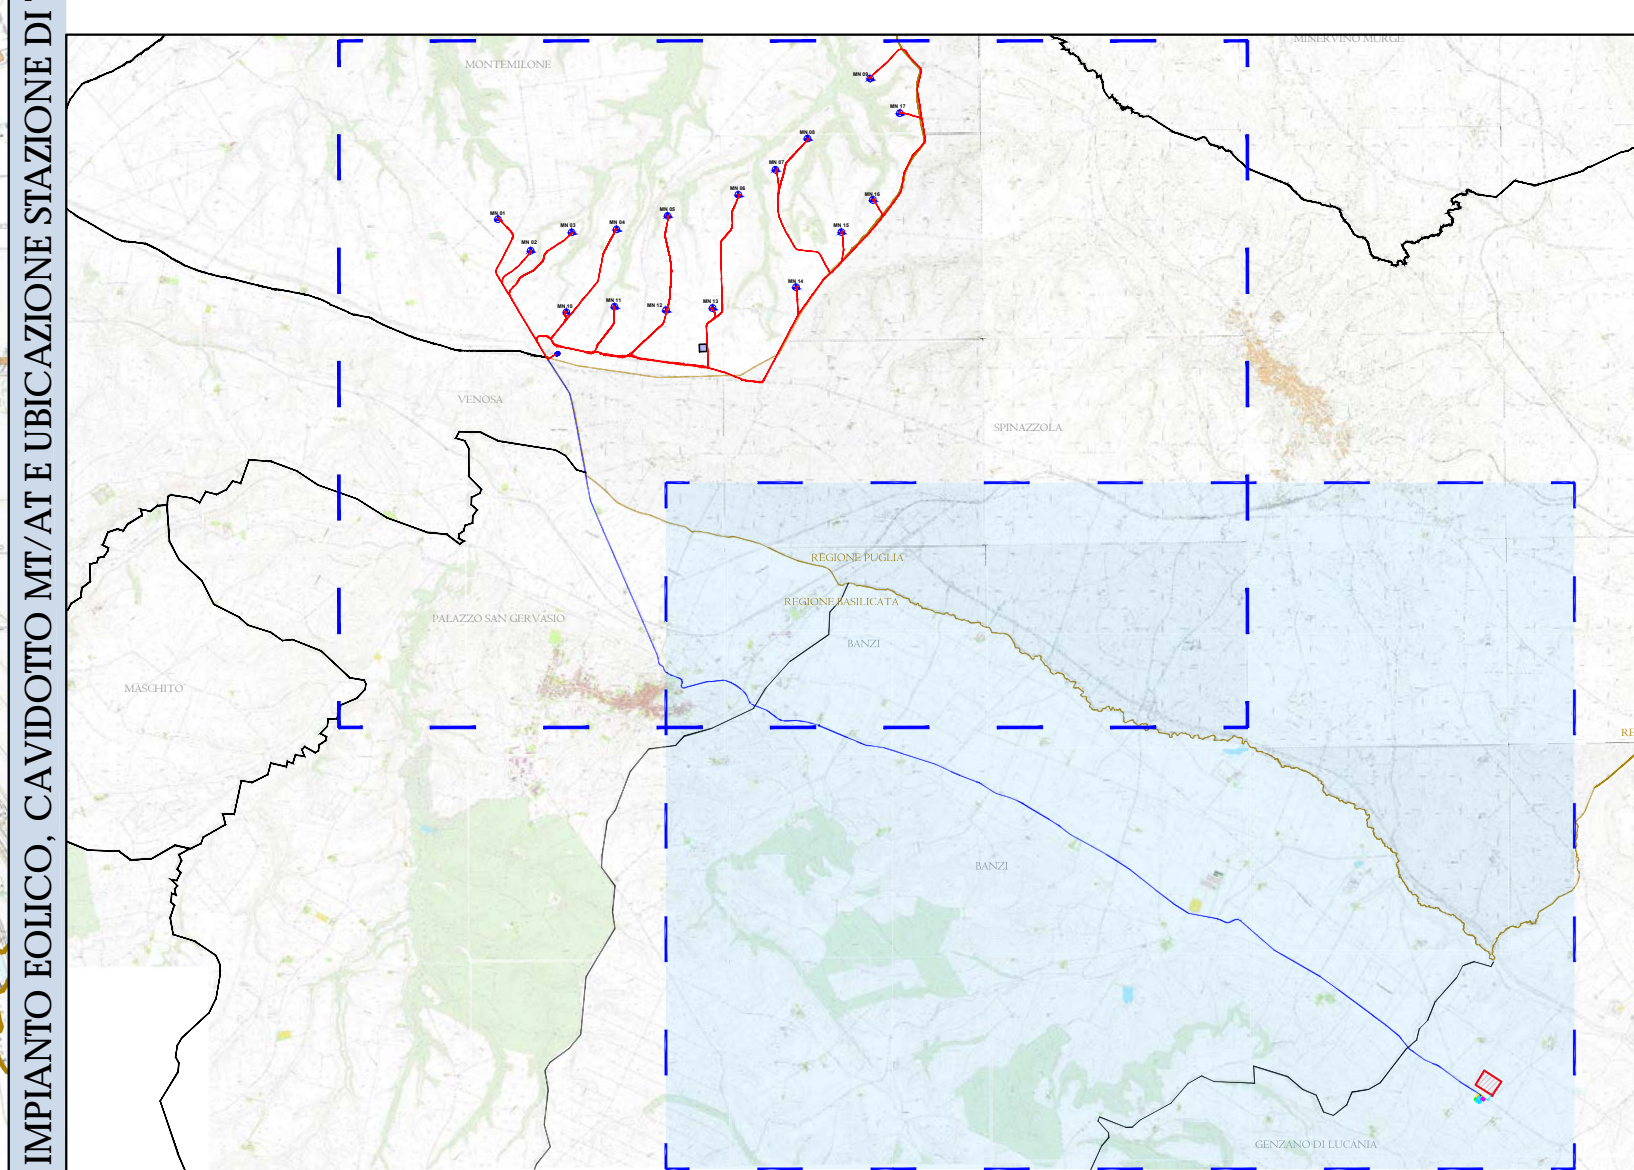 IMPIANTO EOLICO, CAVIDOTTO MT/AT E UBICAZIONE STAZIONE DI
MINERVINO MURGE
MONTEMILONE
MN 09
MN 17
MN 08
MN 07
MN 06
MN 16
MN 01
MN 05
MN 04
MN 03
MN 15
MN 02
MN 14
MN 10
MN 11
MN 12
MN 13
VENOSA
SPINAZZOLA
REGIONE PUGLIA
REGIONE BASILICATA
PALAZZO SAN GERVASIO
BANZI
MASCHITO
RE
BANZI
GENZANO DI LUCANIA